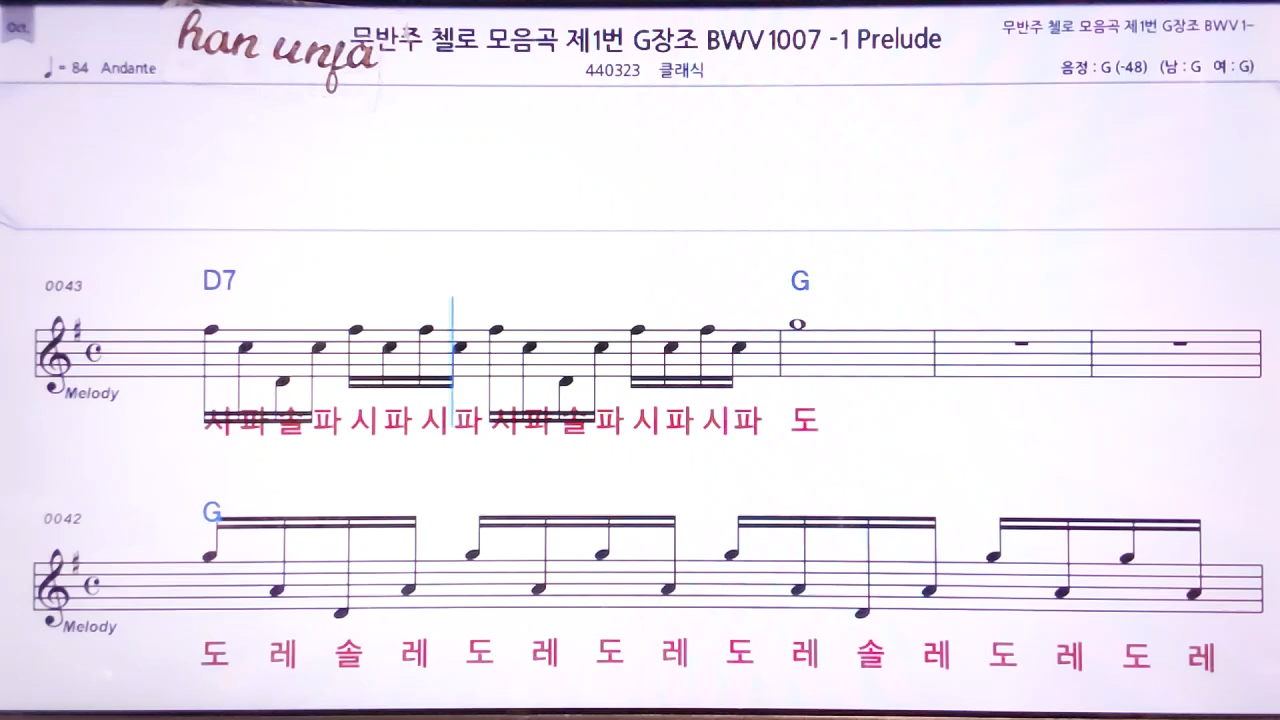 Oct.
han unfa
무반주 첼로 모음곡 제1번 G장조 BWV1007 -1 Prelude
무반주 첼로 모음곡 제1번 G장조 BWV1-
♩= 84 Andante
440323 클래식
음정 : G (-48) (남 : G 여 : G)
0043
D7 G
Melody
시 파 솔 파 시 파 시 파 시 파 솔 파 시 파 시 파 도
0042
G
Melody
도 레 솔 레 도 레 도 레 도 레 솔 레 도 레 도 레